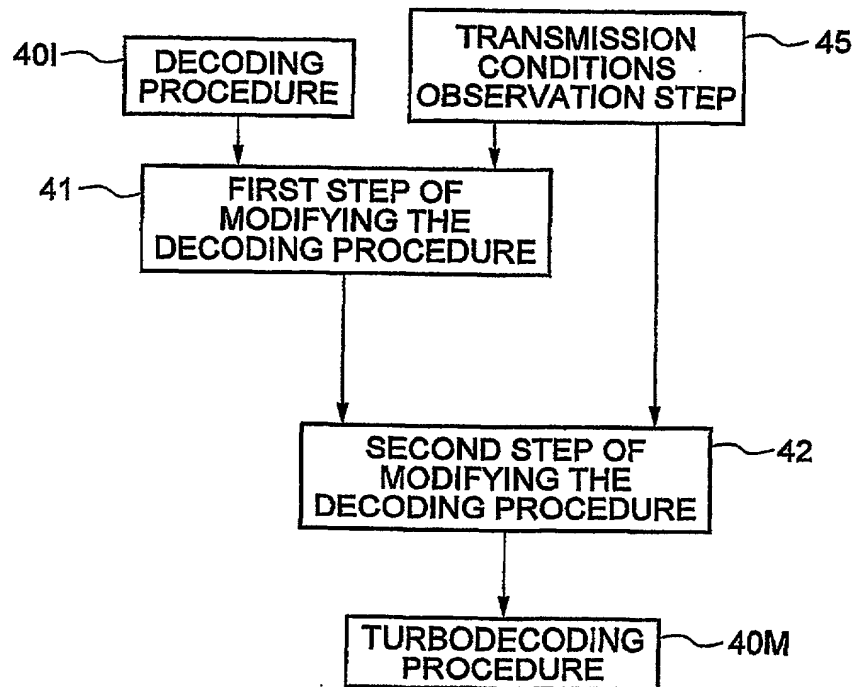 40I
DECODING
PROCEDURE
TRANSMISSION
CONDITIONS
OBSERVATION STEP
45
41
FIRST STEP OF
MODIFYING THE
DECODING PROCEDURE
SECOND STEP OF
MODIFYING THE
DECODING PROCEDURE
42
TURBODECODING
PROCEDURE
40M